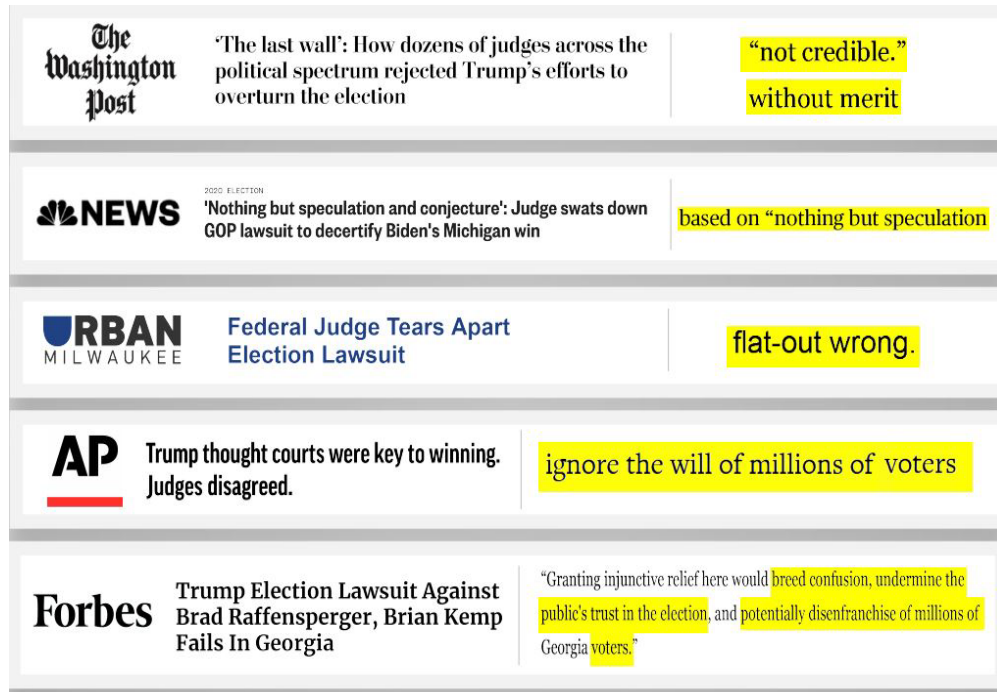 The
Washington
Post
‘The last wall’: How dozens of judges across the
political spectrum rejected Trump’s efforts to
overturn the election
“not credible.”
without merit
NEWS
2020 ELECTION
'Nothing but speculation and conjecture': Judge swats down
GOP lawsuit to decertify Biden's Michigan win
based on “nothing but speculation
URBAN
MILWAUKEE
Federal Judge Tears Apart
Election Lawsuit
flat-out wrong.
AP
Trump thought courts were key to winning.
Judges disagreed.
ignore the will of millions of voters
Forbes
Trump Election Lawsuit Against
Brad Raffensperger, Brian Kemp
Fails In Georgia
“Granting injunctive relief here would breed confusion, undermine the
public's trust in the election, and potentially disenfranchise of millions of
Georgia voters.”